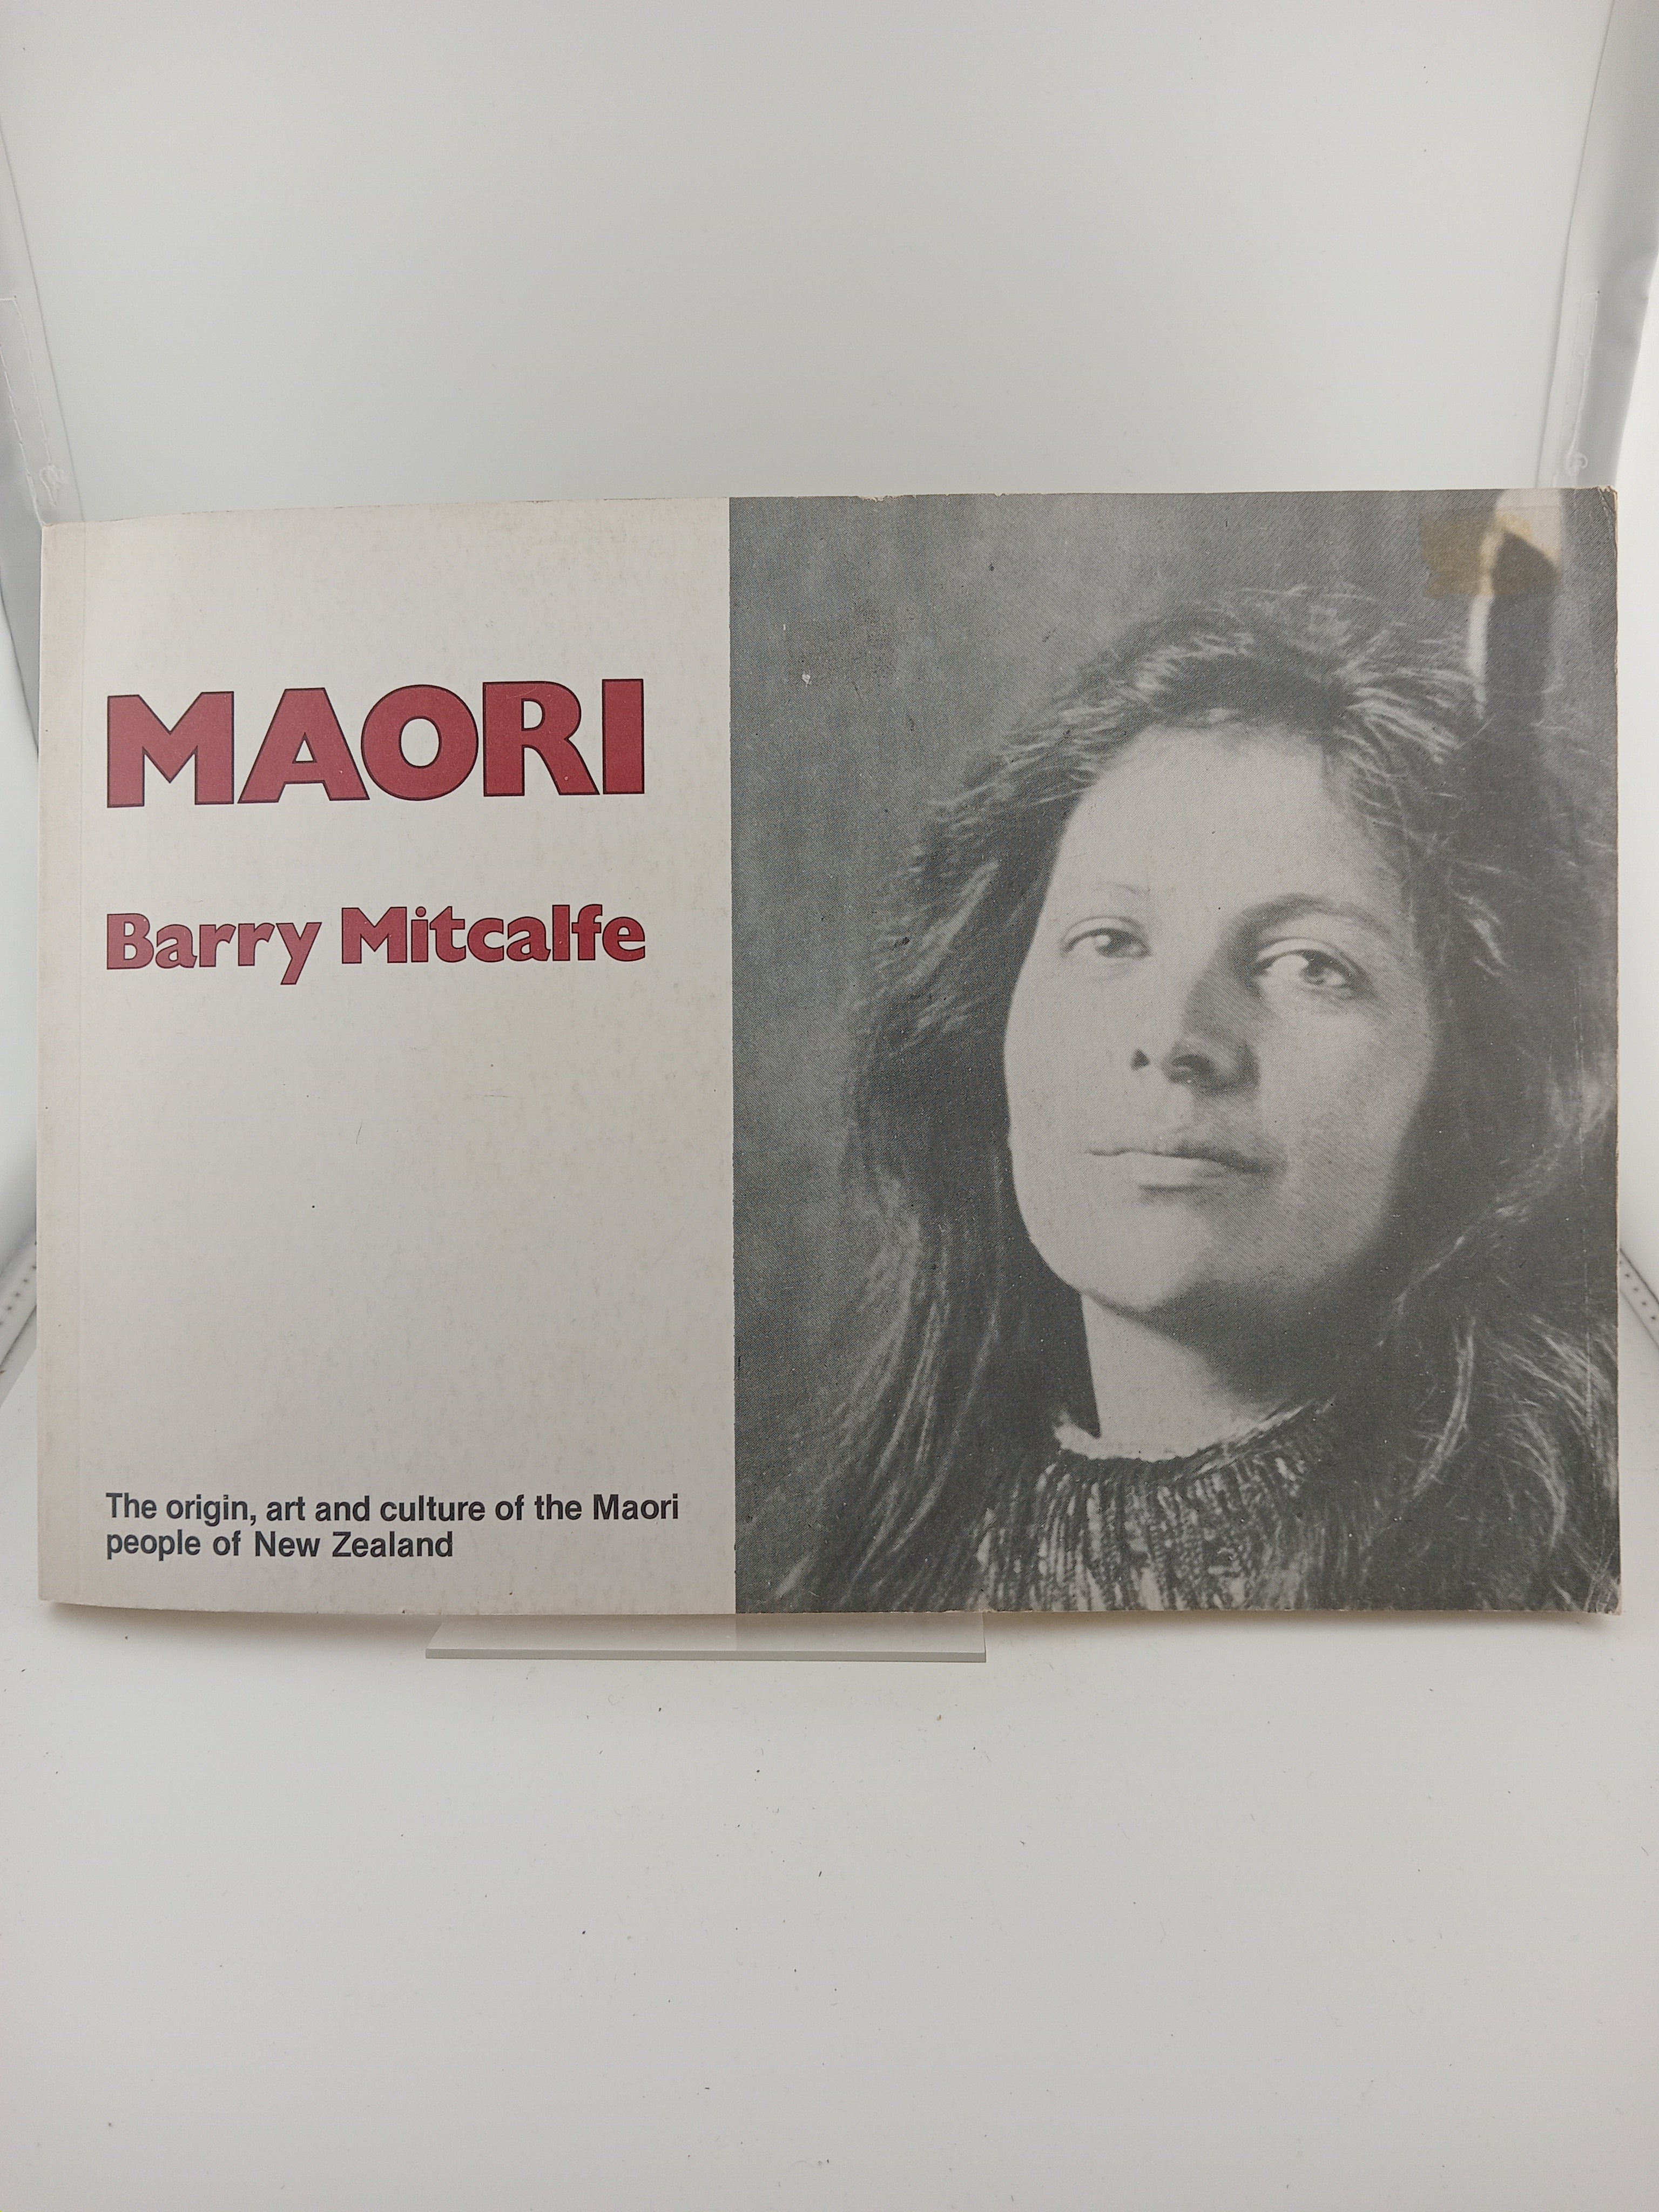 MAORI
Barry Mitcalfe
The origin, art and culture of the Maori
people of New Zealand